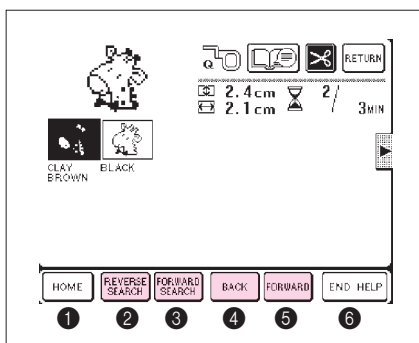 Q
RETURN
2.4cm
2.1cm
2/
3MIN
CLAY BROWN
BLACK
HOME
REVERSE SEARCH
FORWARD SEARCH
BACK
FORWARD
END HELP
1
2
3
4
5
6